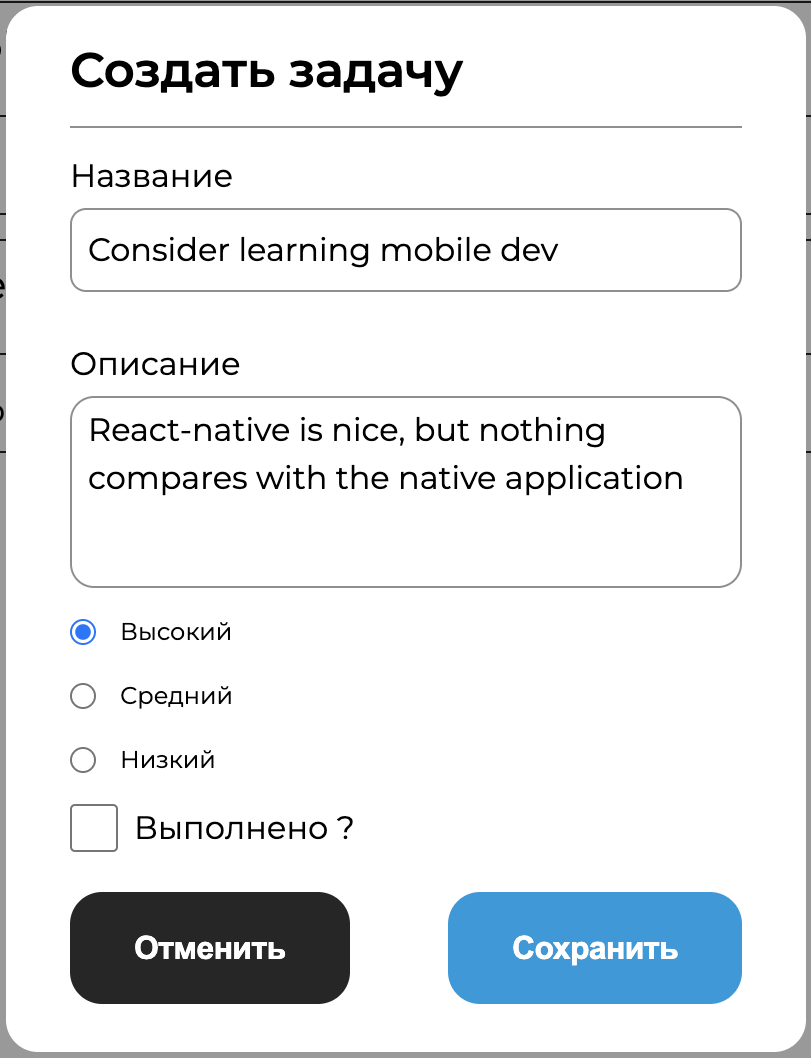 Создать задачу
Название
Consider learning mobile dev
Описание
React-native is nice, but nothing
compares with the native application
Высокий
Средний
Низкий
Выполнено ?
Отменить
Сохранить